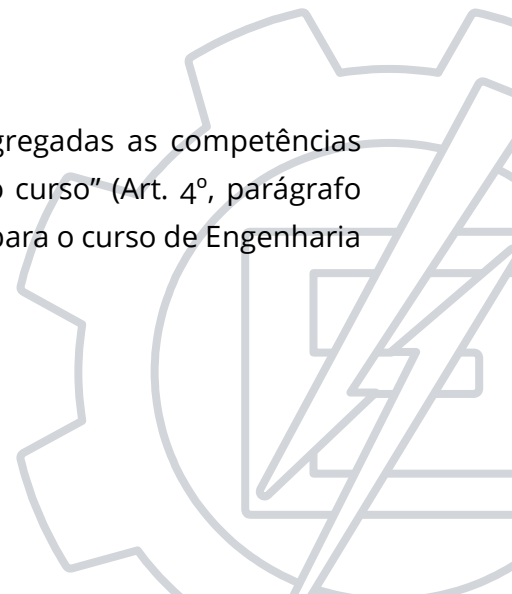 gregadas as competências
o curso” (Art. 4º, parágrafo
para o curso de Engenharia